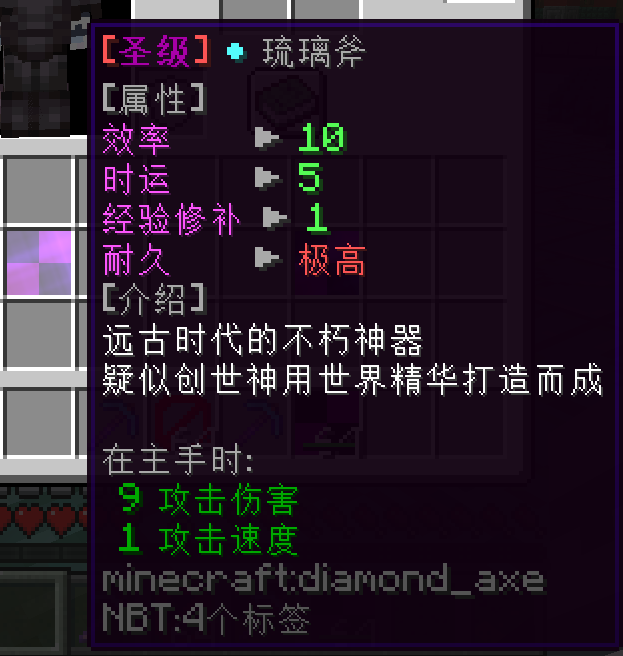 [圣级] • 琉璃斧
[属性]
效率 ▶ 10
时运 ▶ 5
经验修补 ▶ 1
耐久 ▶ 极高
[介绍]
远古时代的不朽神器
疑似创世神用世界精华打造而成
在主手时:
9 攻击伤害
1 攻击速度
minecraft:diamond_axe
NBT:4个标签